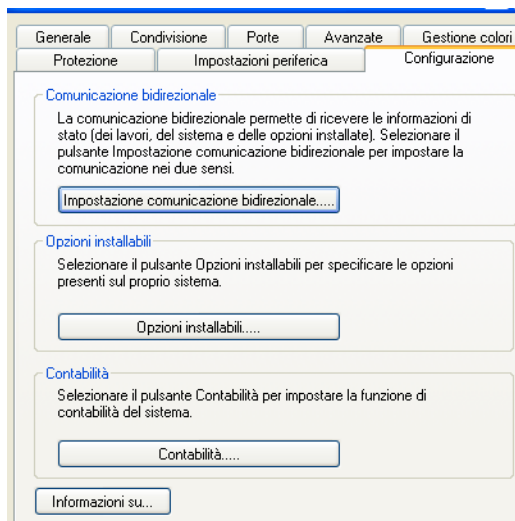 Generale Condivisione Porte Avanzate Gestione colori
Protezione Impostazioni periferica Configurazione
Comunicazione bidirezionale
La comunicazione bidirezionale permette di ricevere le informazioni di
stato (dei lavori, del sistema e delle opzioni installate). Selezionare il
pulsante Impostazione comunicazione bidirezionale per impostare la
comunicazione nei due sensi.
Impostazione comunicazione bidirezionale.....
Opzioni installabili
Selezionare il pulsante Opzioni installabili per specificare le opzioni
presenti sul proprio sistema.
Opzioni installabili.....
Contabilità
Selezionare il pulsante Contabilità per impostare la funzione di
contabilità del sistema.
Contabilità.....
Informazioni su...